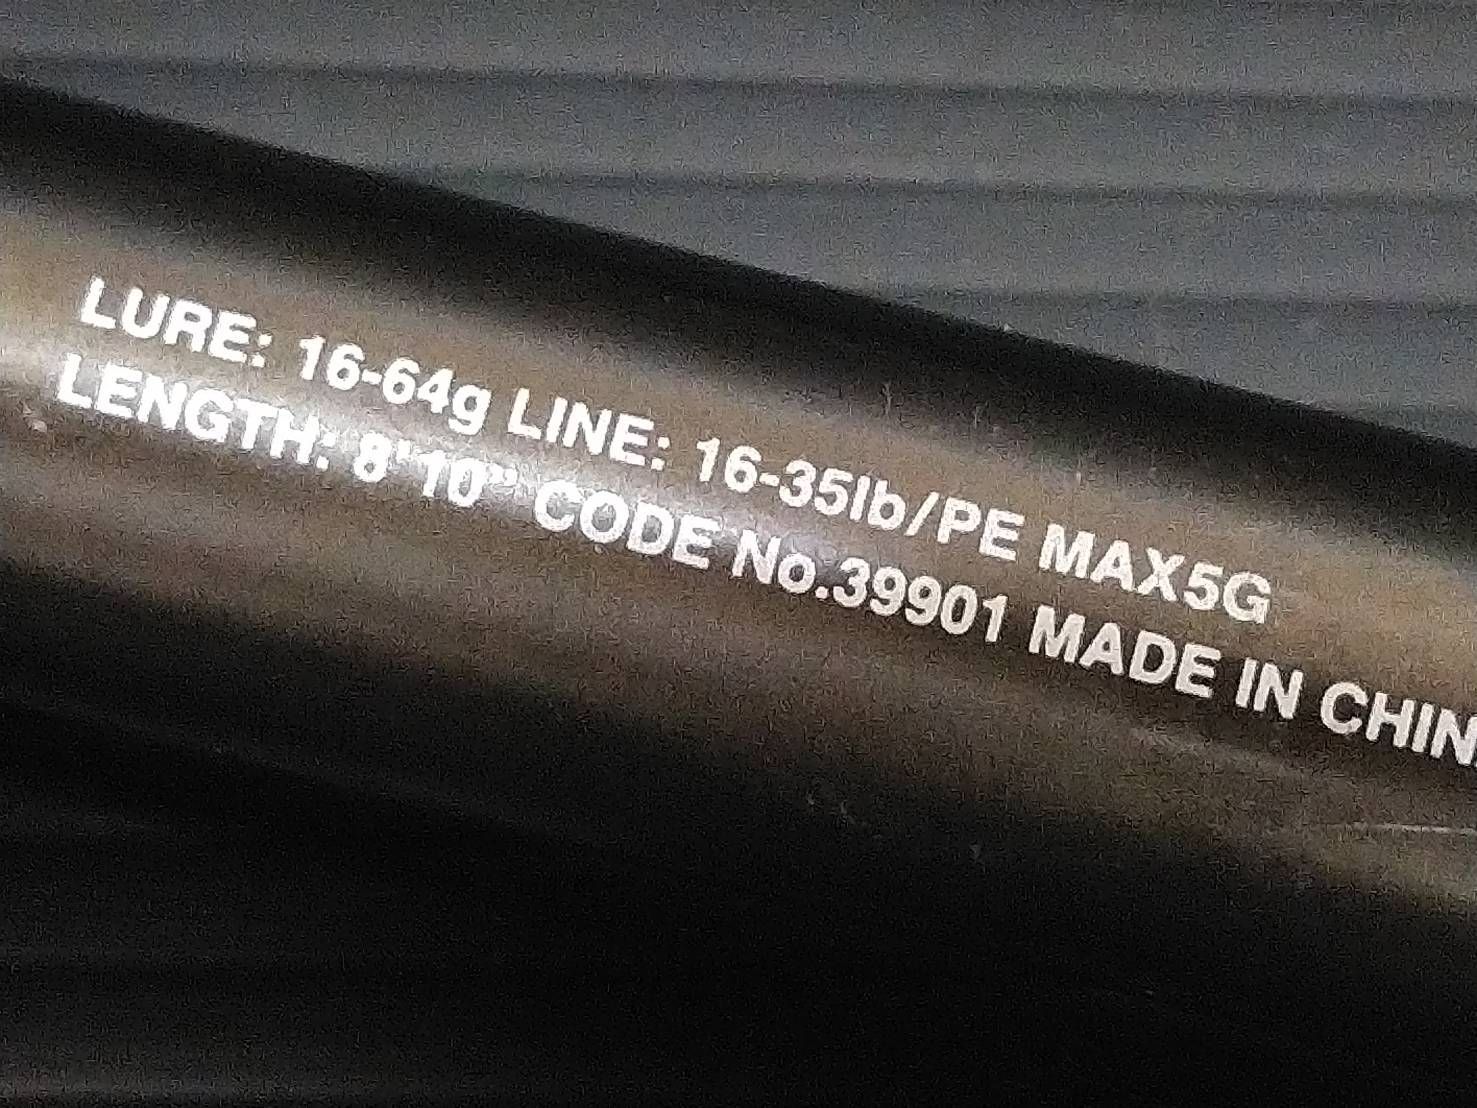 LURE: 16-64g LINE: 16-35lb/PE MAX5G
LENGTH: 8'10" CODE No.39901 MADE IN CHIN